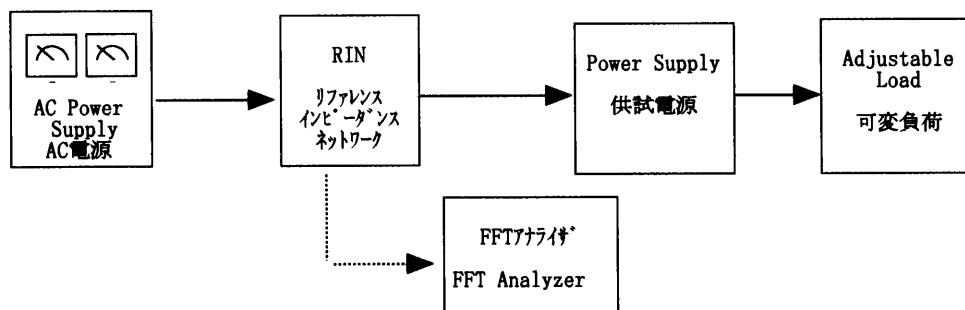 AC Power
Supply
AC電源
RIN
ﾘﾌｧﾚﾝｽ
ｲﾝﾋﾟｰﾀﾞﾝｽ
ﾈｯﾄﾜｰｸ
Power Supply
供試電源
Adjustable
Load
可変負荷
FFTｱﾅﾗｲｻﾞ
FFT Analyzer